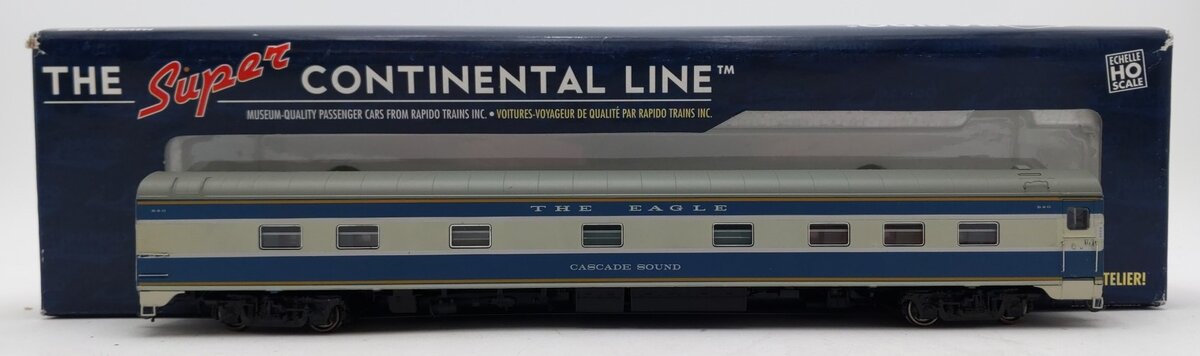 THE Super CONTINENTAL LINE™
MUSEUM-QUALITY PASSENGER CARS FROM RAPIDO TRAINS INC. • VOITURES-VOYAGEUR DE QUALITÉ PAR RAPIDO TRAINS INC.
ECHELLE
HO
SCALE
THE EAGLE
CASCADE SOUND
TELIER!